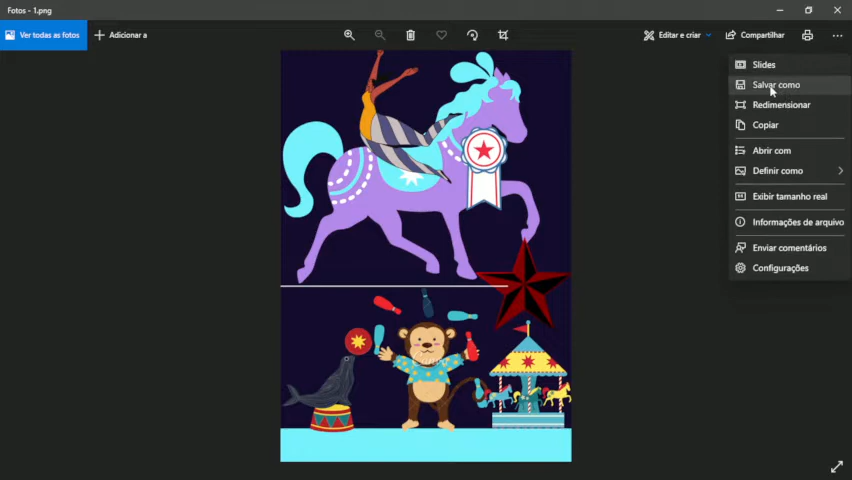 Fotos - 1.png
Ver todas as fotos
Adicionar a
Editar e criar
Compartilhar
Slides
Salvar como
Redimensionar
Copiar
Abrir com
Definir como
Exibir tamanho real
Informações de arquivo
Enviar comentários
Configurações